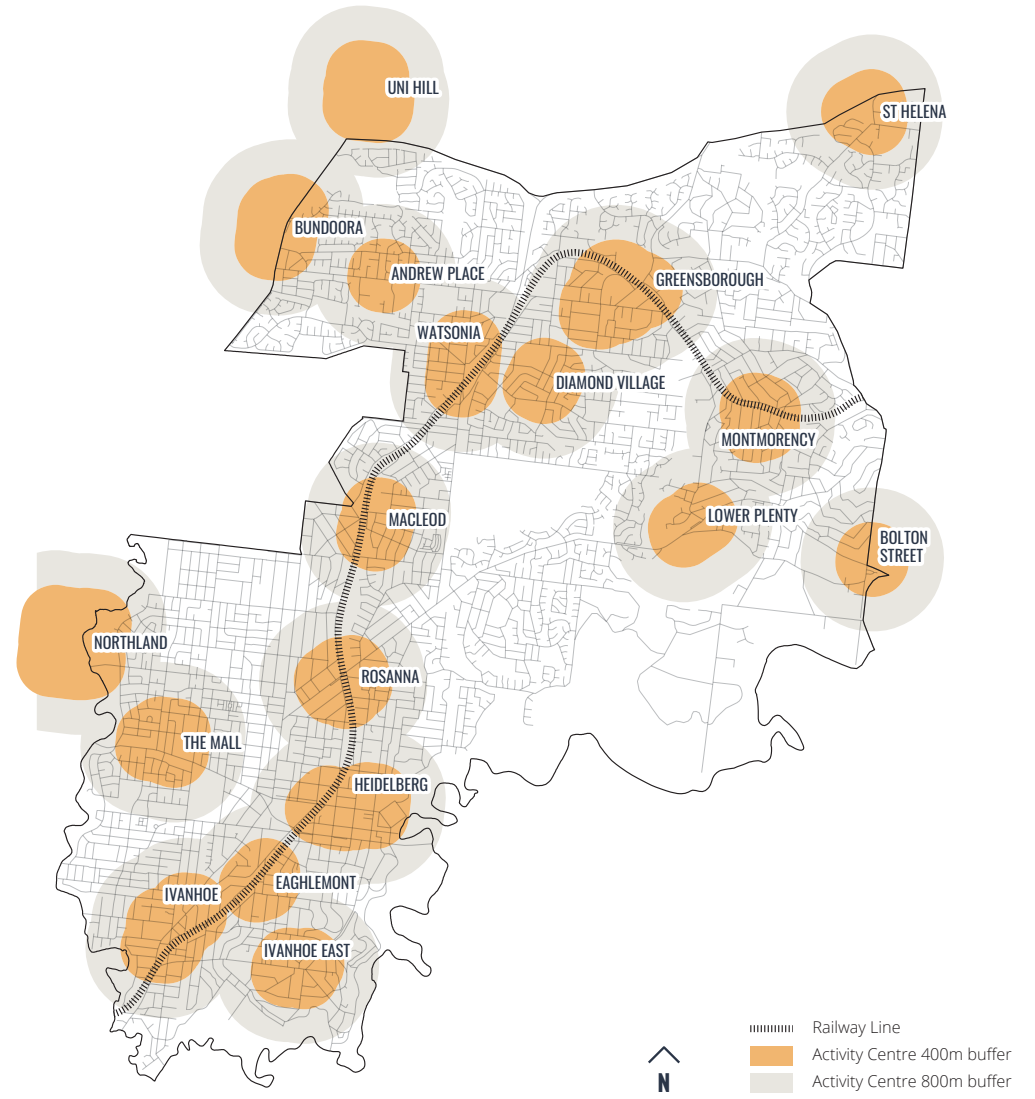 UNI HILL
ST HELENA
BUNDOORA
ANDREW PLACE
GREENSBOROUGH
WATSONIA
DIAMOND VILLAGE
MONTMORENCY
MACLEOD
LOWER PLENTY
BOLTON
STREET
NORTHLAND
ROSANNA
THE MALL
HEIDELBERG
EAGHLEMONT
IVANHOE
IVANHOE EAST
Railway Line
Activity Centre 400m buffer
Activity Centre 800m buffer
N